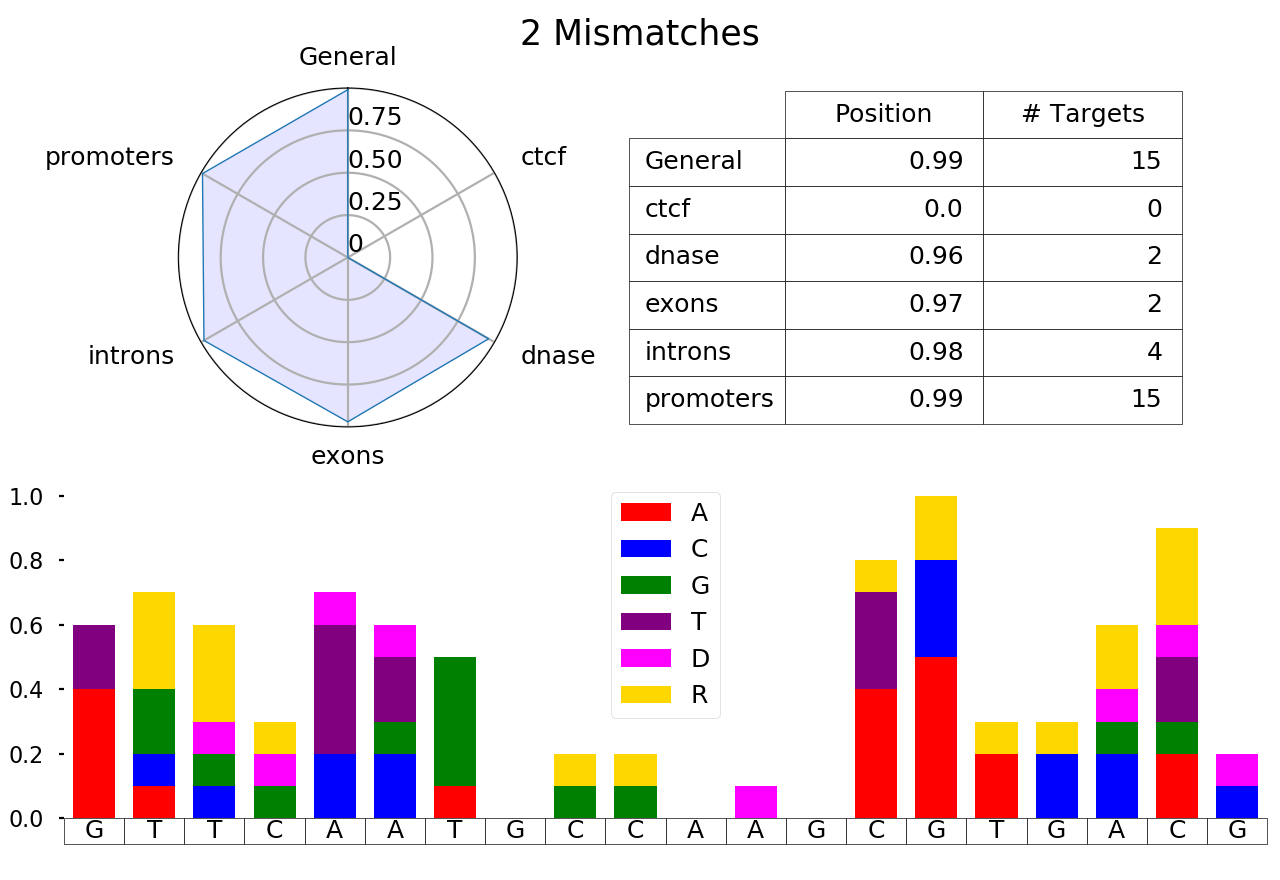 2 Mismatches
General
promoters
ctcf
introns
dnase
exons
0.75
0.50
0.25
0
Position # Targets
General 0.99 15
ctcf 0.0 0
dnase 0.96 2
exons 0.97 2
introns 0.98 4
promoters 0.99 15
1.0
0.8
0.6
0.4
0.2
0.0
A
C
G
T
D
R
G T T C A A T G C C A A G C G T G A C G